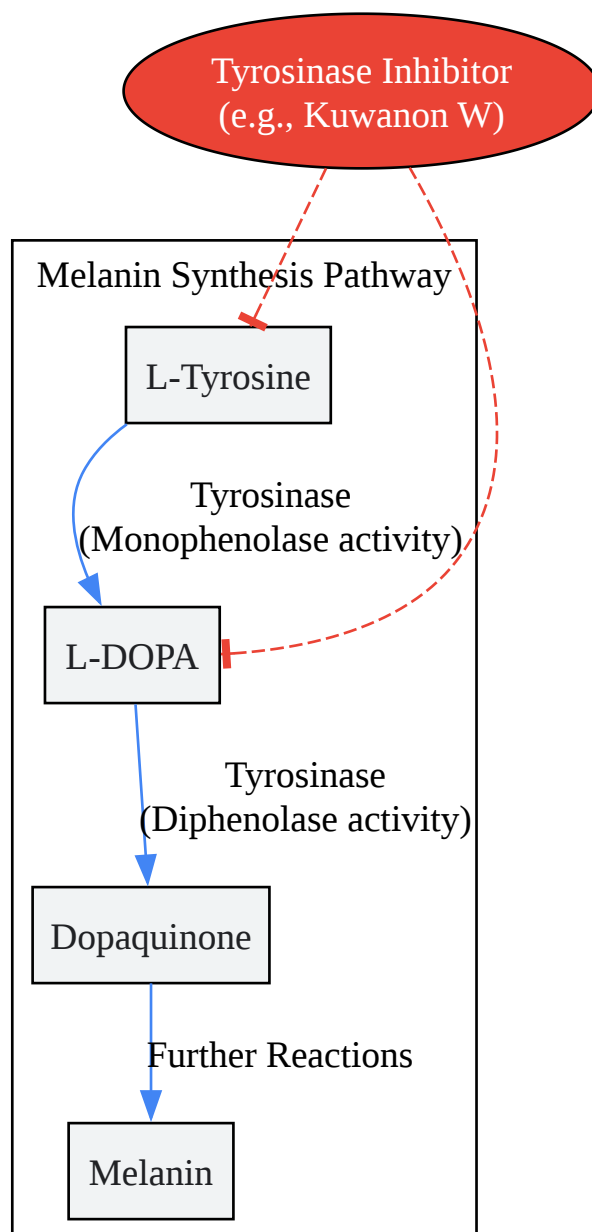 Tyrosinase Inhibitor
(e.g., Kuwanon W)
Melanin Synthesis Pathway
L-Tyrosine
Tyrosinase
(Monophenolase activity)
L-DOPA
Tyrosinase
(Diphenolase activity)
Dopaquinone
Further Reactions
Melanin